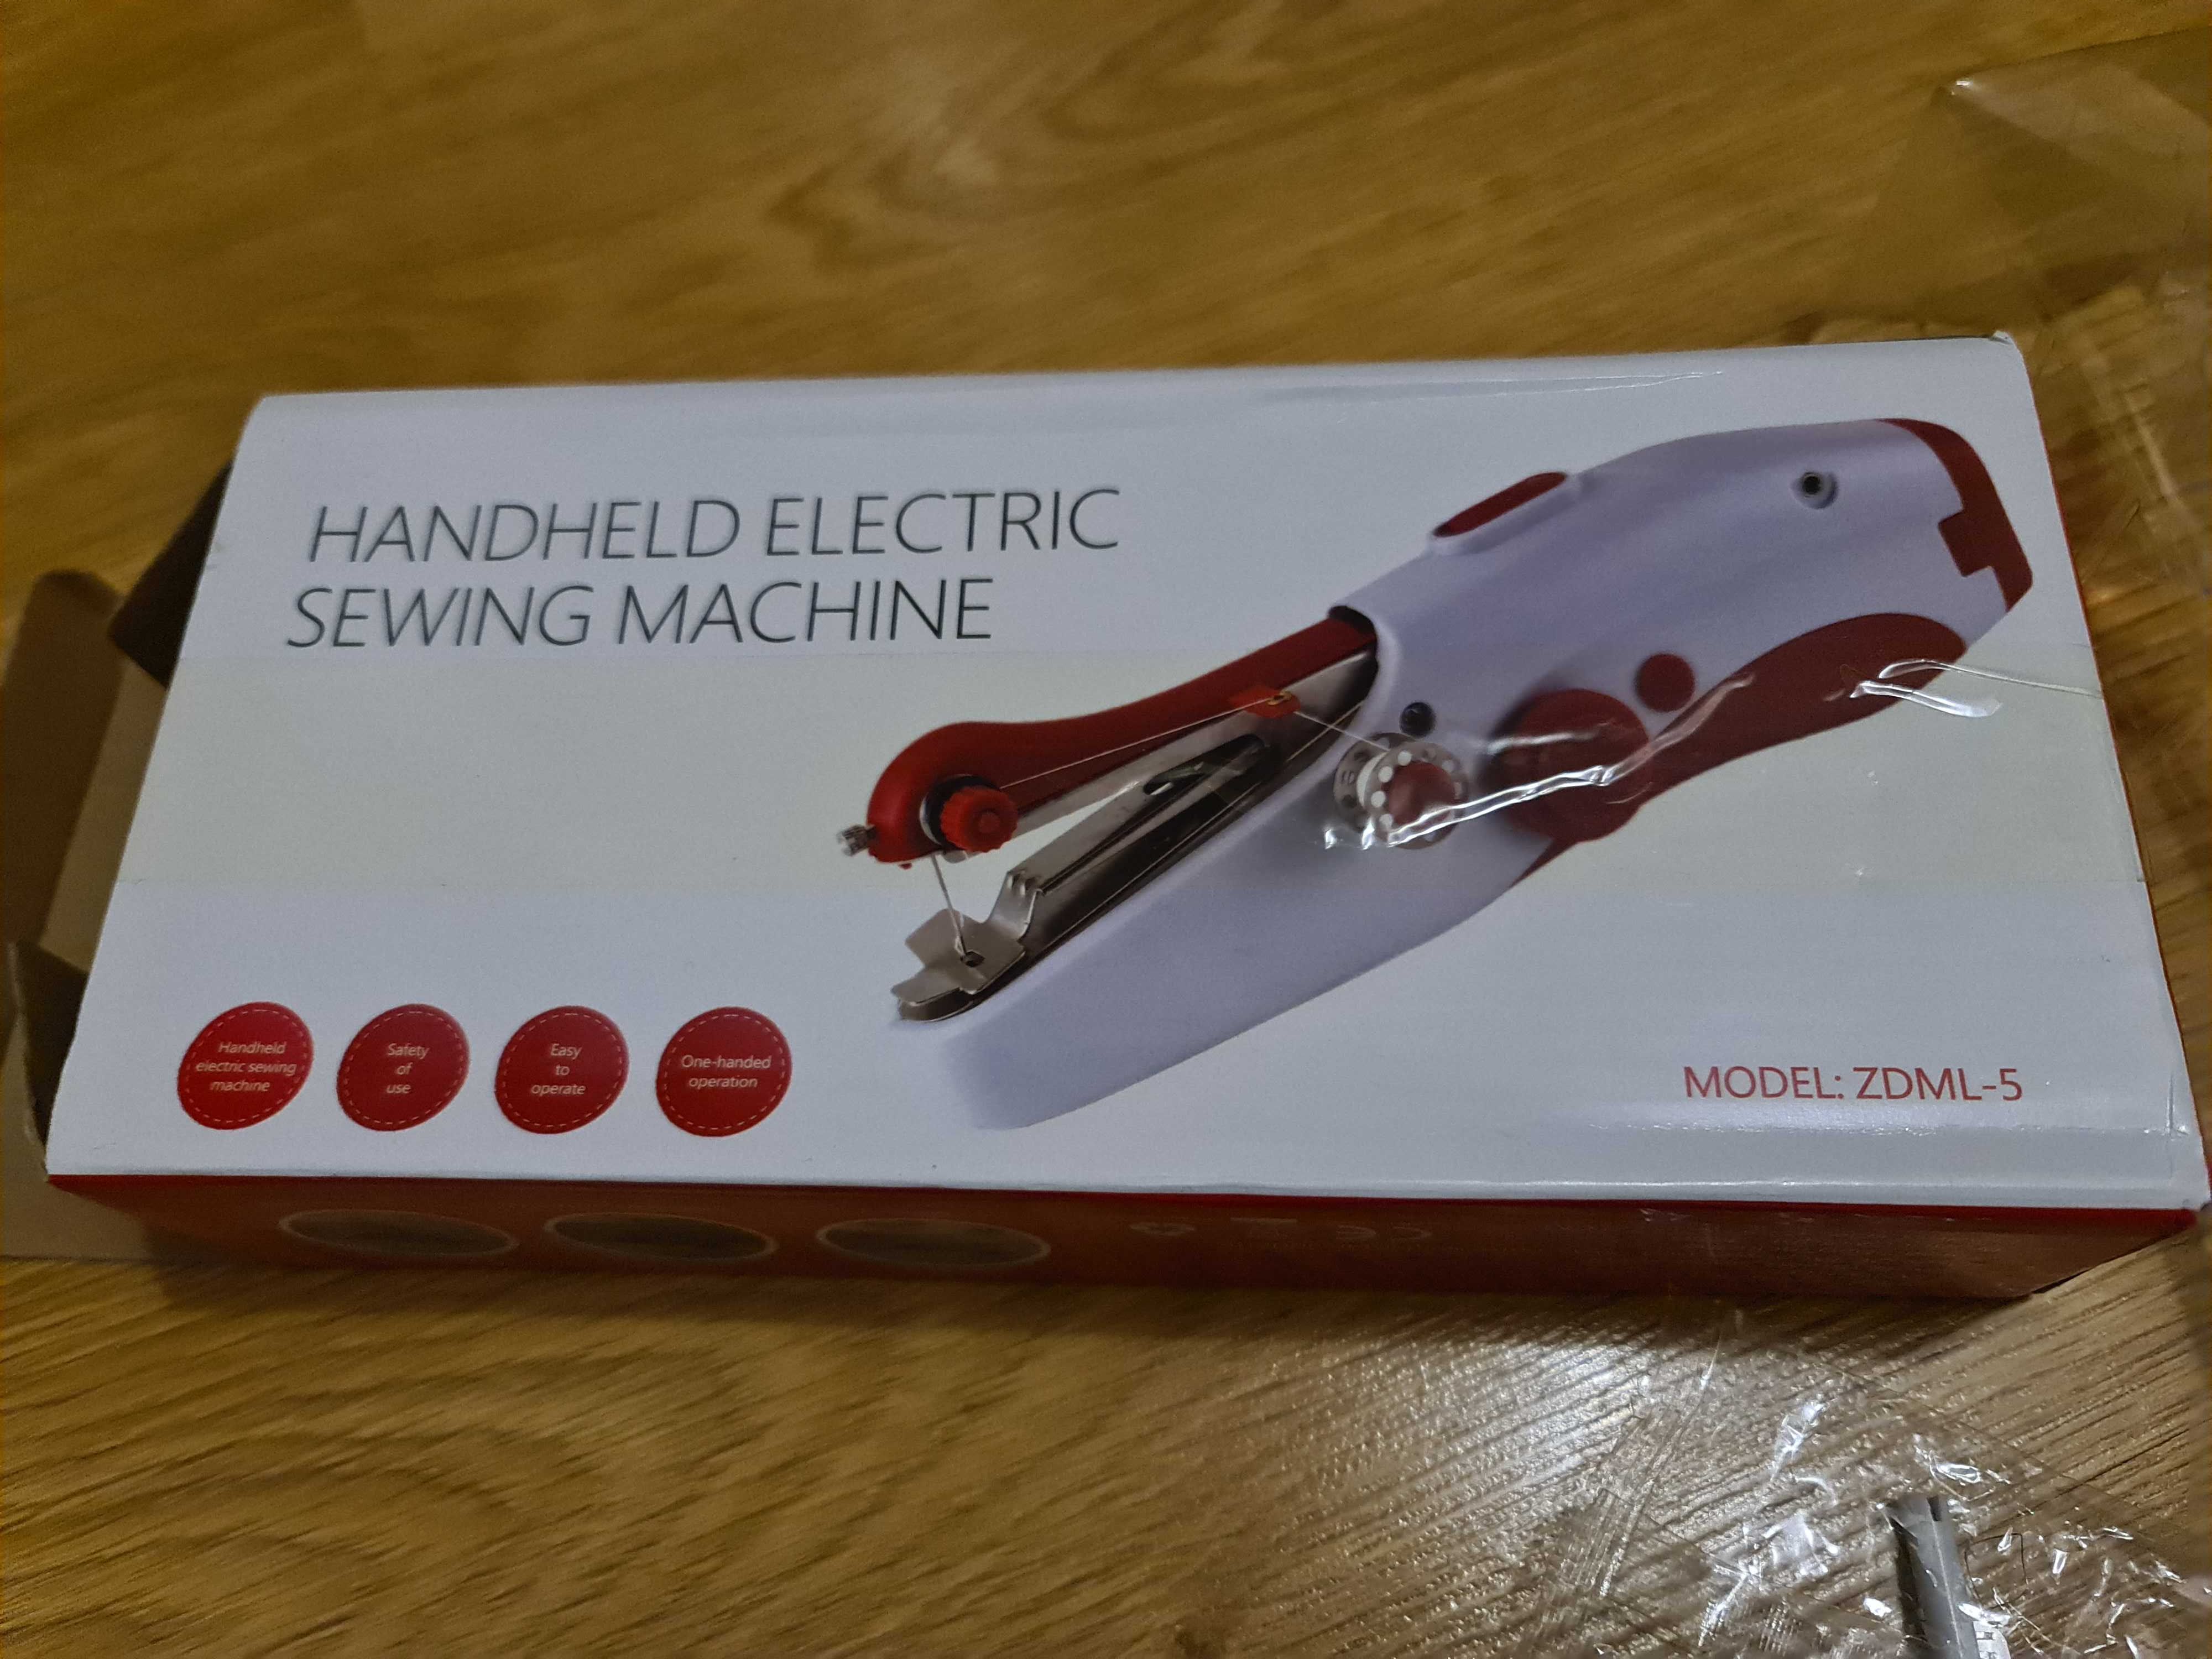 HANDHELD ELECTRIC
SEWING MACHINE
Handheld
electric sewing
machine
Safety
of
use
Easy
to
operate
One-handed
operation
MODEL: ZDML-5